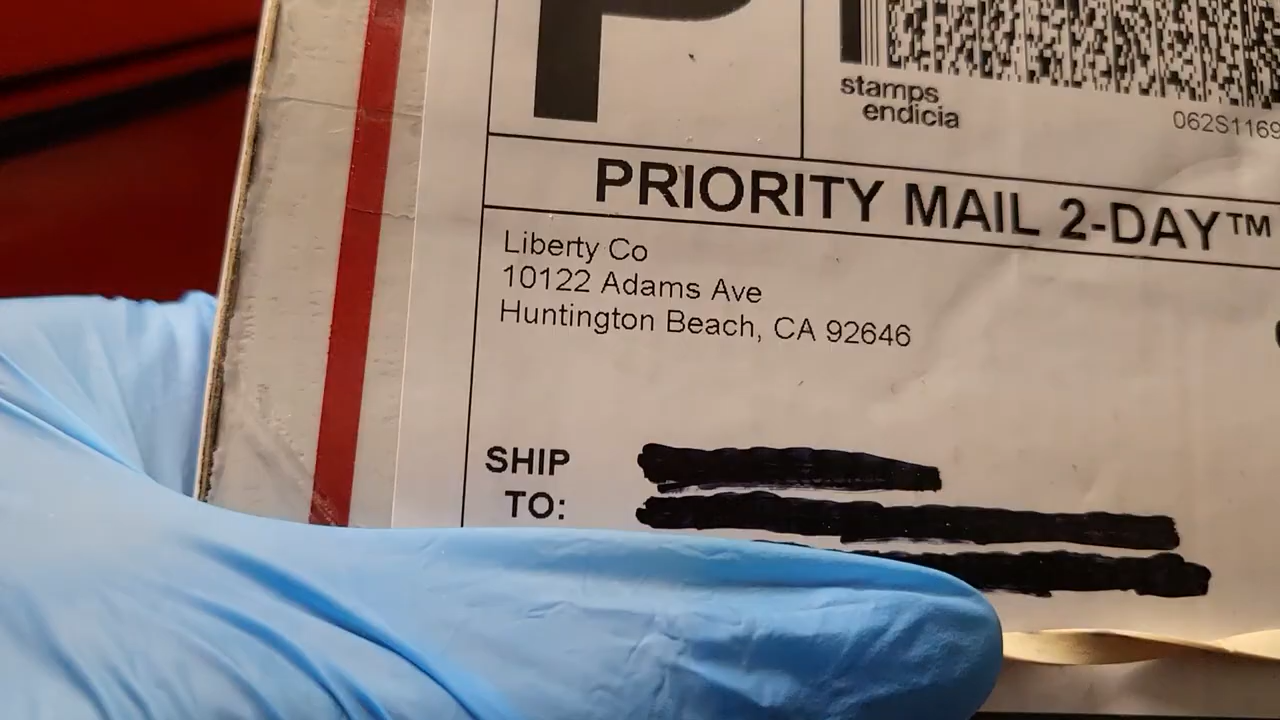 P
stamps
endicia
062S1169
PRIORITY MAIL 2-DAY™
Liberty Co
10122 Adams Ave
Huntington Beach, CA 92646
SHIP
TO: